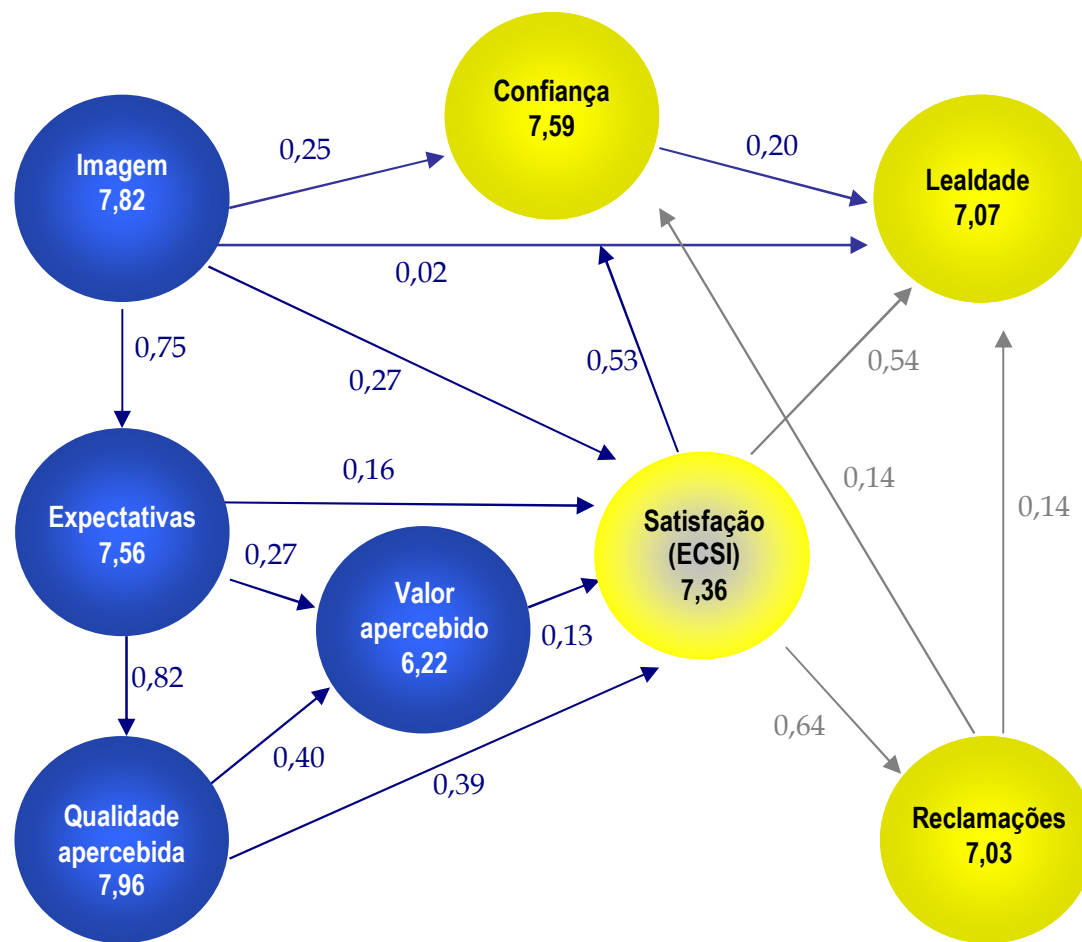 Confiança
7,59
Imagem
7,82
0,25
0,20
Lealdade
7,07
0,02
0,75
0,27
0,53
0,54
0,16
0,14
0,14
Expectativas
7,56
0,27
Valor
apercebido
6,22
0,13
Satisfação
(ECSI)
7,36
0,82
0,40
0,39
0,64
Qualidade
apercebida
7,96
Reclamações
7,03